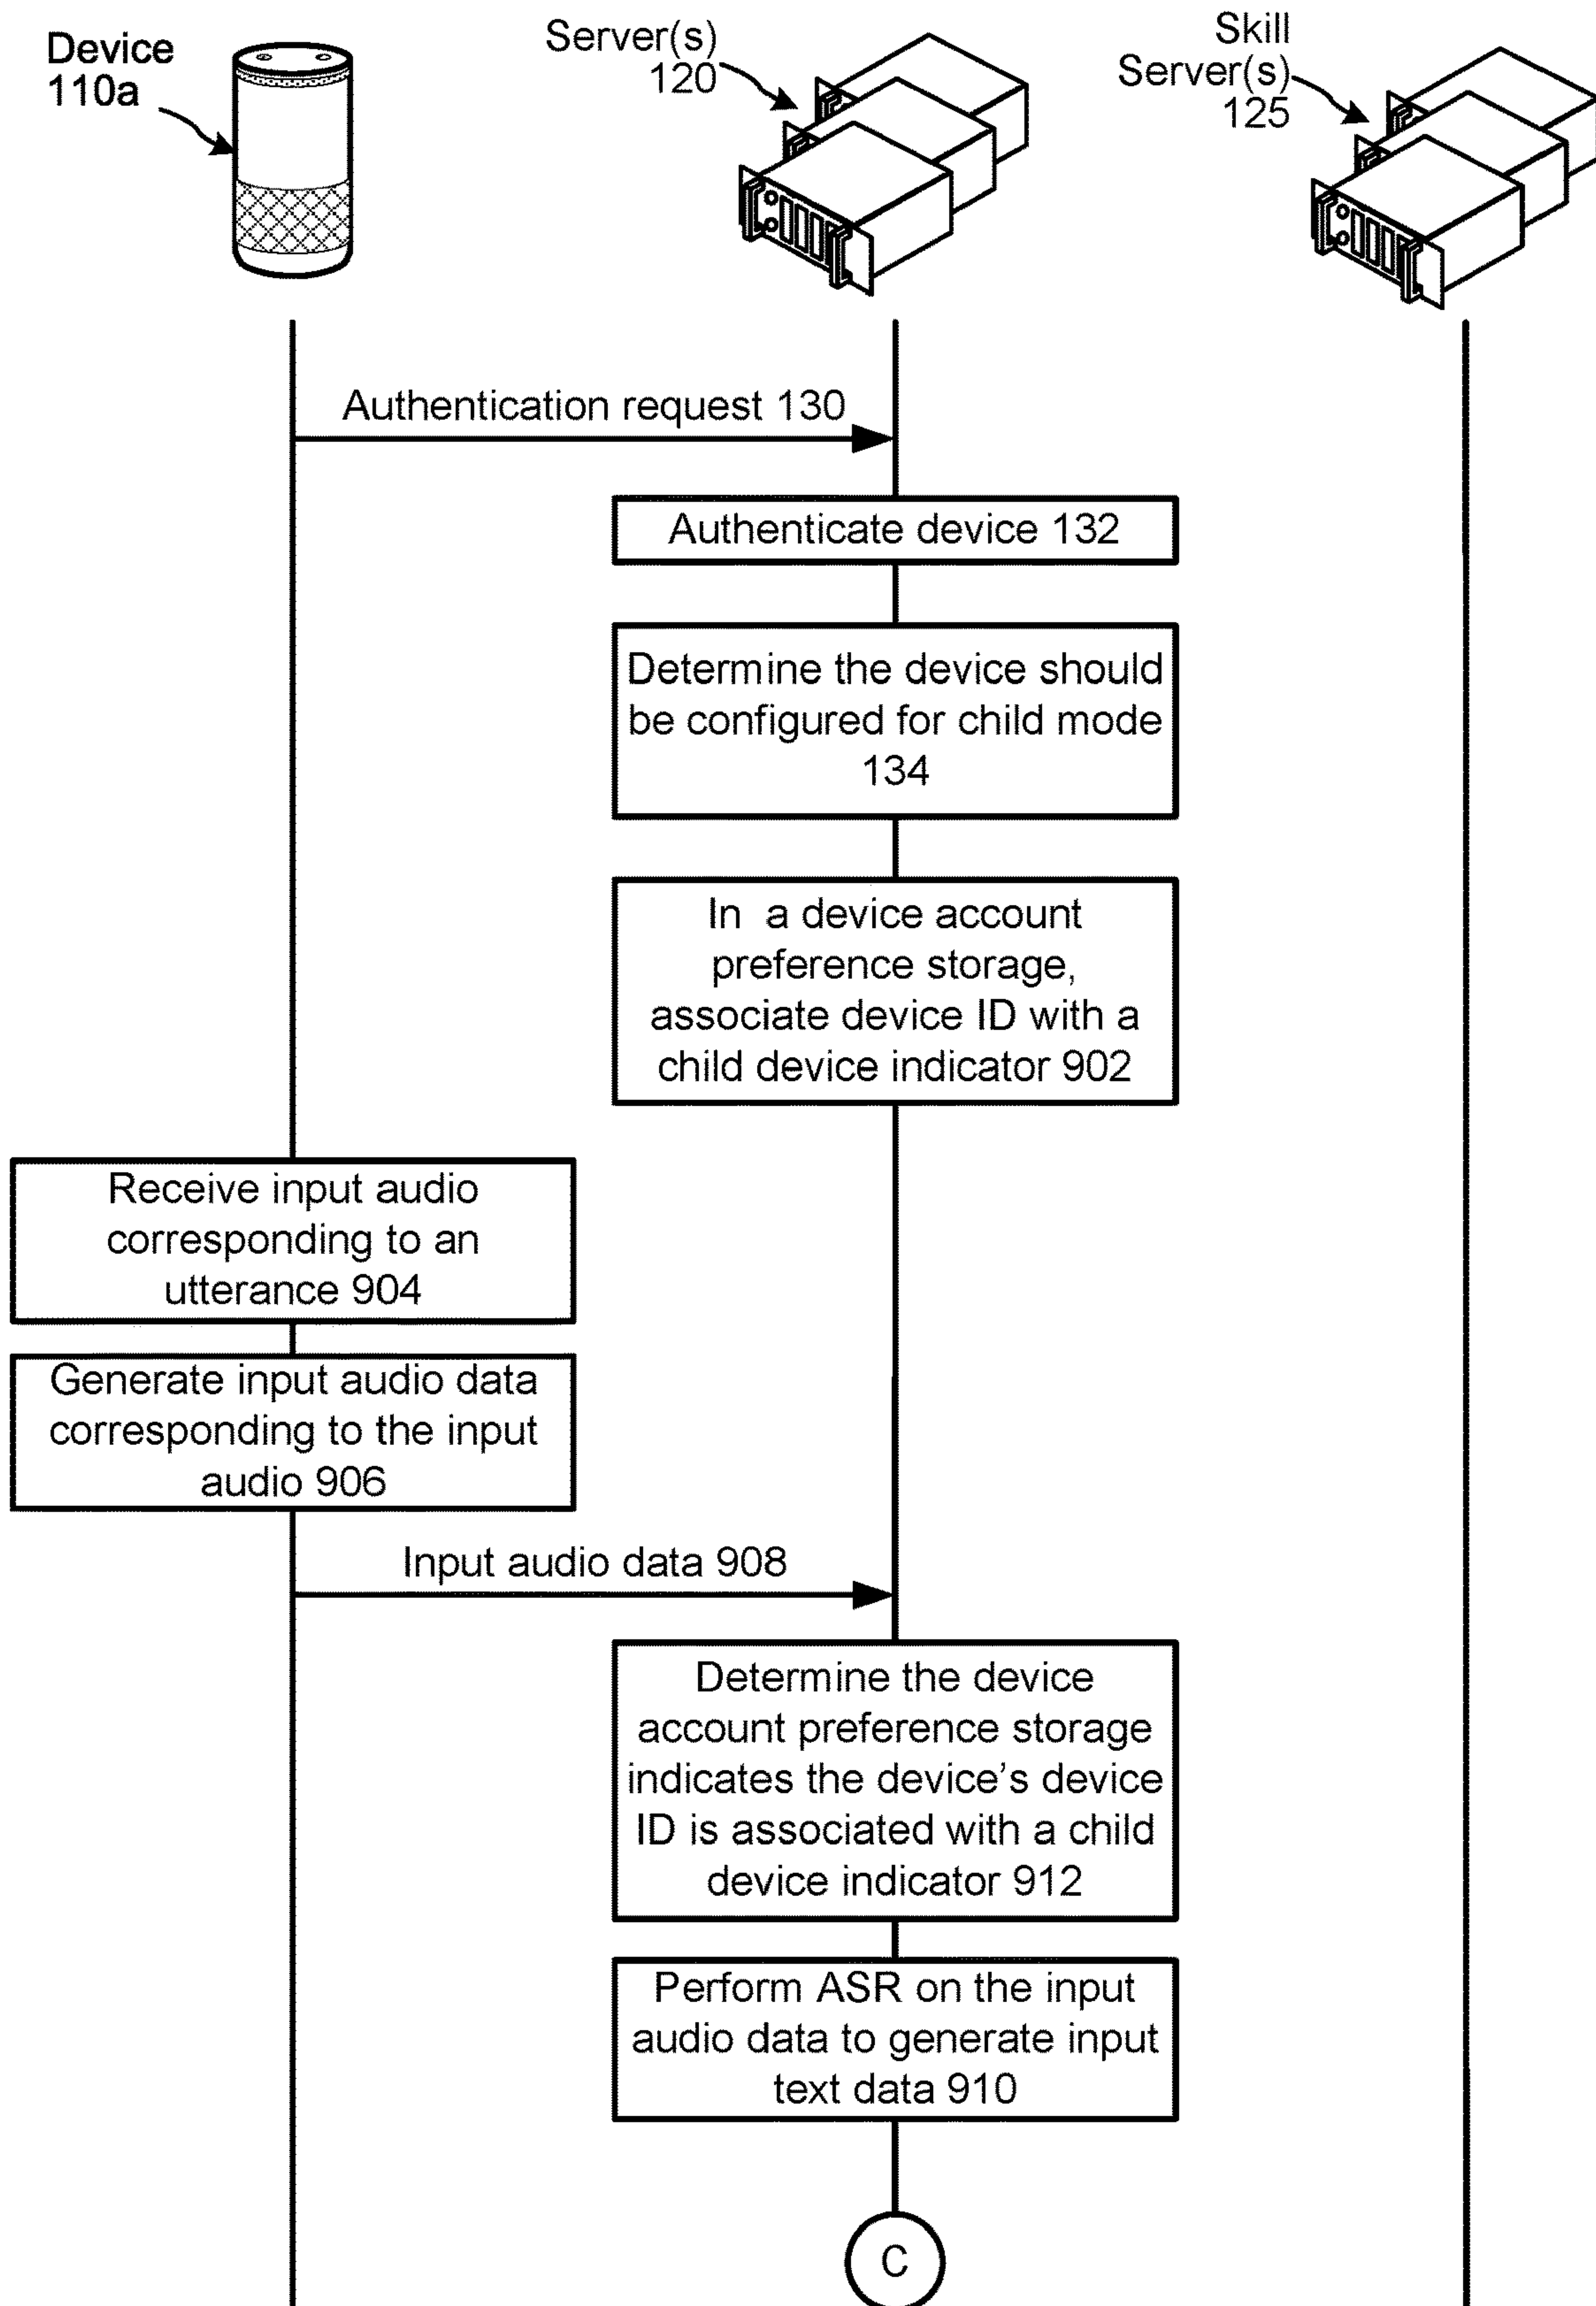 Device
110a
Server(s)
120
Skill
Server(s)
125
Authentication request 130
Authenticate device 132
Determine the device should
be configured for child mode
134
In a device account
preference storage,
associate device ID with a
child device indicator 902
Receive input audio
corresponding to an
utterance 904
Generate input audio data
corresponding to the input
audio 906
Input audio data 908
Determine the device
account preference storage
indicates the device’s device
ID is associated with a child
device indicator 912
Perform ASR on the input
audio data to generate input
text data 910
C